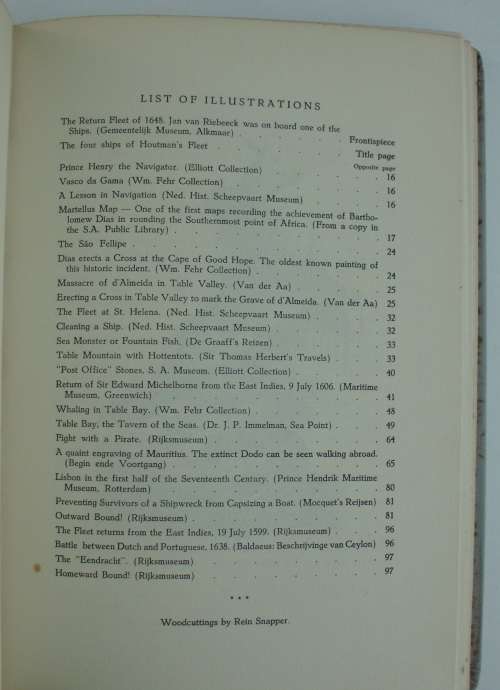 LIST OF ILLUSTRATIONS
The Return Fleet of 1648. Jan van Riebeeck was on board one of the
Ships. (Gemeentelijk Museum, Alkmaar) . . . . . Frontispiece
The four ships of Houtman's Fleet . . . . . . Title page
Opposite page
Prince Henry the Navigator. (Elliott Collection) . . . . . 16
Vasco da Gama (Wm. Fehr Collection) . . . . . . 16
A Lesson in Navigation (Ned. Hist. Scheepvaart Museum) . . . 16
Martellus Map — One of the first maps recording the achievement of Bartho-
lomew Dias in rounding the Southernmost point of Africa. (From a copy in
the S.A. Public Library) . . . . . . . . 17
The São Fellipe . . . . . . . . . 24
Dias erects a Cross at the Cape of Good Hope. The oldest known painting of
this historic incident. (Wm. Fehr Collection) . . . . . 24
Massacre of d'Almeida in Table Valley. (Van der Aa) . . . . 25
Erecting a Cross in Table Valley to mark the Grave of d'Almeida. (Van der Aa) 25
The Fleet at St. Helena. (Ned. Hist. Scheepvaart Museum) . . . 32
Cleaning a Ship. (Ned. Hist. Scheepvaart Museum) . . . . 32
Sea Monster or Fountain Fish. (De Graaff's Reizen) . . . . 33
Table Mountain with Hottentots. (Sir Thomas Herbert's Travels) . . . 33
"Post Office" Stones, S. A. Museum. (Elliott Collection) . . . . 40
Return of Sir Edward Michelborne from the East Indies, 9 July 1606. (Maritime
Museum, Greenwich) . . . . . . . . 41
Whaling in Table Bay. (Wm. Fehr Collection) . . . . . 48
Table Bay, the Tavern of the Seas. (Dr. J. P. Immelman, Sea Point) . . 49
Fight with a Pirate. (Rijksmuseum) . . . . . . 64
A quaint engraving of Mauritius. The extinct Dodo can be seen walking abroad.
(Begin ende Voortgang) . . . . . . . . 65
Lisbon in the first half of the Seventeenth Century. (Prince Hendrik Maritime
Museum, Rotterdam) . . . . . . . . 80
Preventing Survivors of a Shipwreck from Capsizing a Boat. (Mocquet's Reijsen) 81
Outward Bound! (Rijksmuseum) . . . . . . . 81
The Fleet returns from the East Indies, 19 July 1599. (Rijksmuseum) . . 96
Battle between Dutch and Portuguese, 1638. (Baldaeus: Beschrijvinge van Ceylon) 96
The "Eendracht". (Rijksmuseum) . . . . . . . 97
Homeward Bound! (Rijksmuseum) . . . . . . . 97
* * *
Woodcuttings by Rein Snapper.